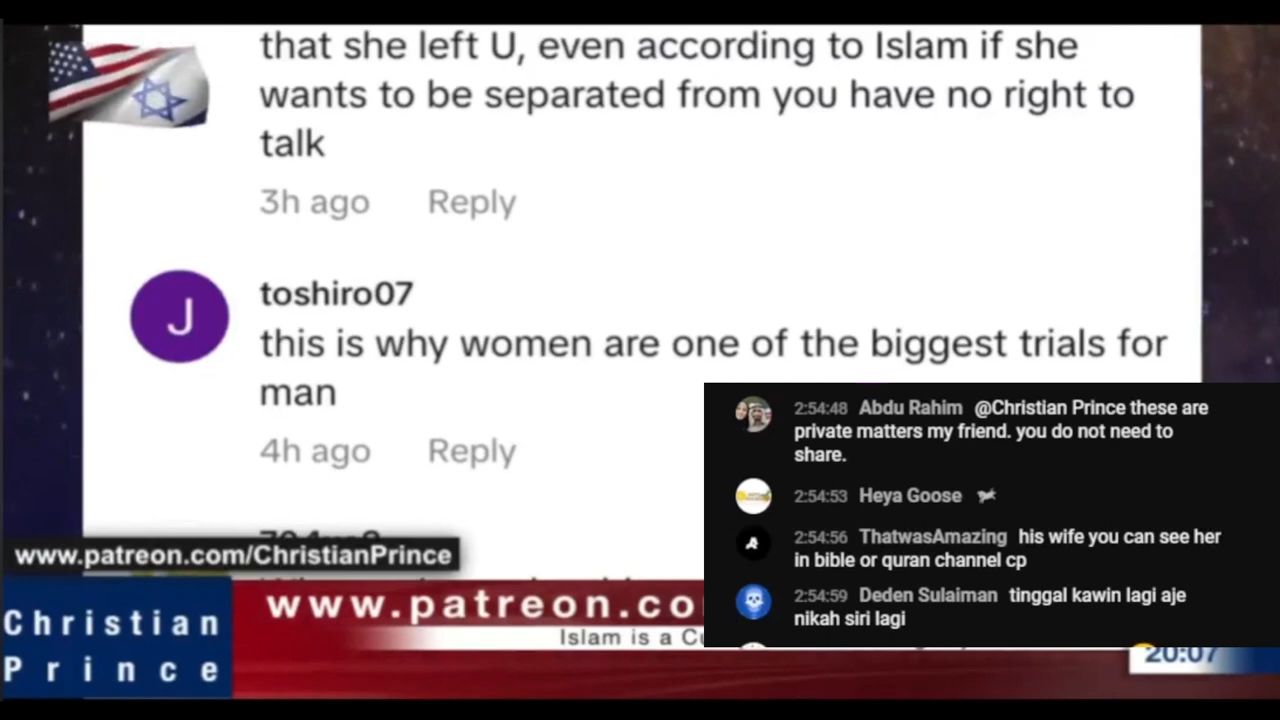 that she left U, even according to Islam if she
wants to be separated from you have no right to
talk
3h ago Reply
toshiro07
J
this is why women are one of the biggest trials for
man
4h ago Reply
2:54:48 Abdu Rahim @Christian Prince these are
private matters my friend. you do not need to
share.
2:54:53 Heya Goose
2:54:56 ThatwasAmazing his wife you can see her
in bible or quran channel cp
2:54:59 Deden Sulaiman tinggal kawin lagi aje
nikah siri lagi
www.patreon.com/ChristianPrince
www.patreon.co
Islam is a C
Christian
Prince
20:07